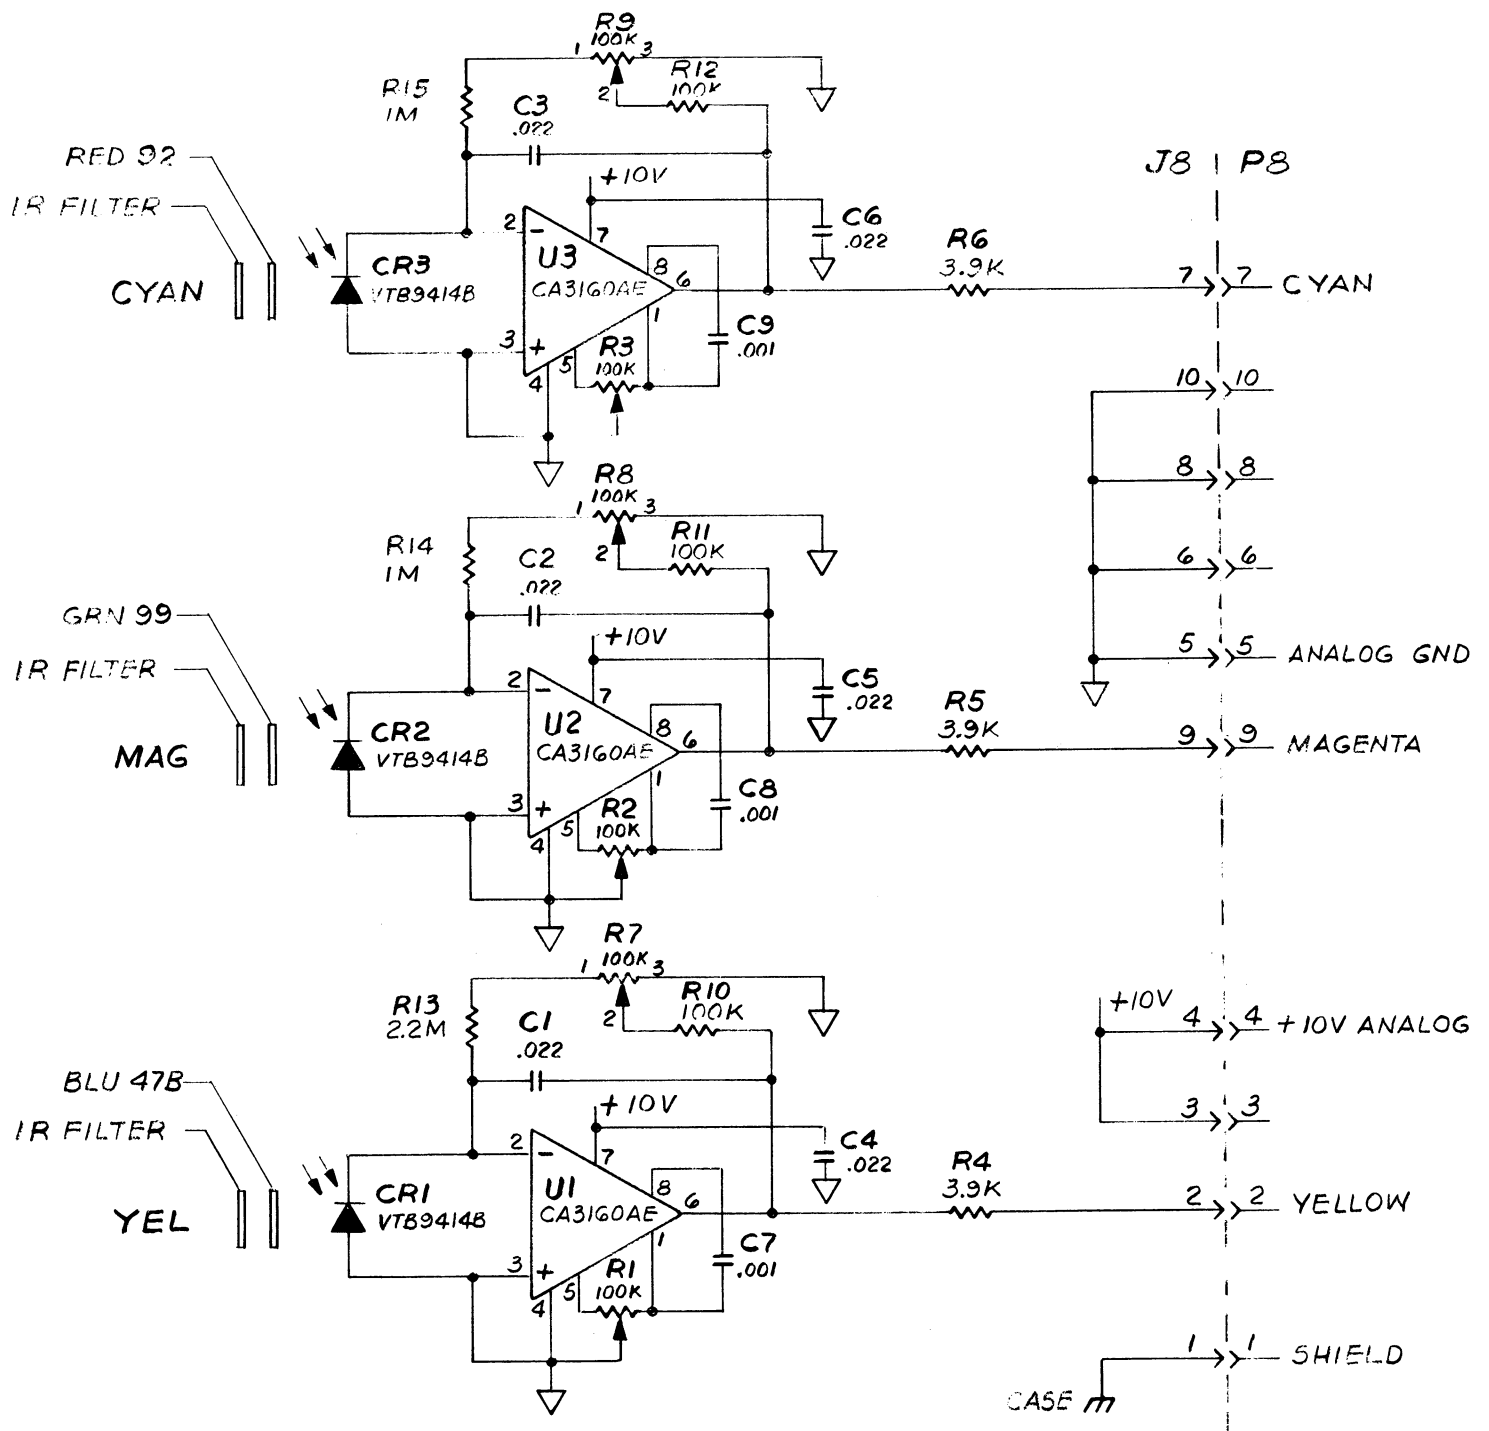 R9
100K
1 3
R15
1M
R12
100K
2
C3
.022
RED 92
IR FILTER
CYAN
+10V
J8 P8
CR3
VTB9414B
2 -
7
U3
CA3160AE
8
6
C6
.022
R6
3.9K
7 7 CYAN
3 +
4
5
1
R3
100K
C9
.001
10 10
8 8
6 6
5 5 ANALOG GND
R8
100K
1 3
R14
1M
R11
100K
2
C2
.022
GRN 99
IR FILTER
MAG
+10V
CR2
VTB9414B
2 -
7
U2
CA3160AE
8
6
C5
.022
R5
3.9K
9 9 MAGENTA
3 +
4
5
1
R2
100K
C8
.001
R7
100K
1 3
R13
2.2M
R10
100K
2
C1
.022
+10V
4 4 +10V ANALOG
3 3
BLU 47B
IR FILTER
YEL
+10V
CR1
VTB9414B
2 -
7
U1
CA3160AE
8
6
C4
.022
R4
3.9K
2 2 YELLOW
3 +
4
5
1
R1
100K
C7
.001
1 1 SHIELD
CASE